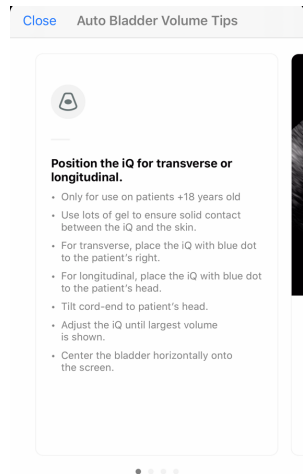 Close Auto Bladder Volume Tips
Position the iQ for transverse or
longitudinal.
• Only for use on patients +18 years old
• Use lots of gel to ensure solid contact
between the iQ and the skin.
• For transverse, place the iQ with blue dot
to the patient's right.
• For longitudinal, place the iQ with blue dot
to the patient's head.
• Tilt cord-end to patient's head.
• Adjust the iQ until largest volume
is shown.
• Center the bladder horizontally onto
the screen.